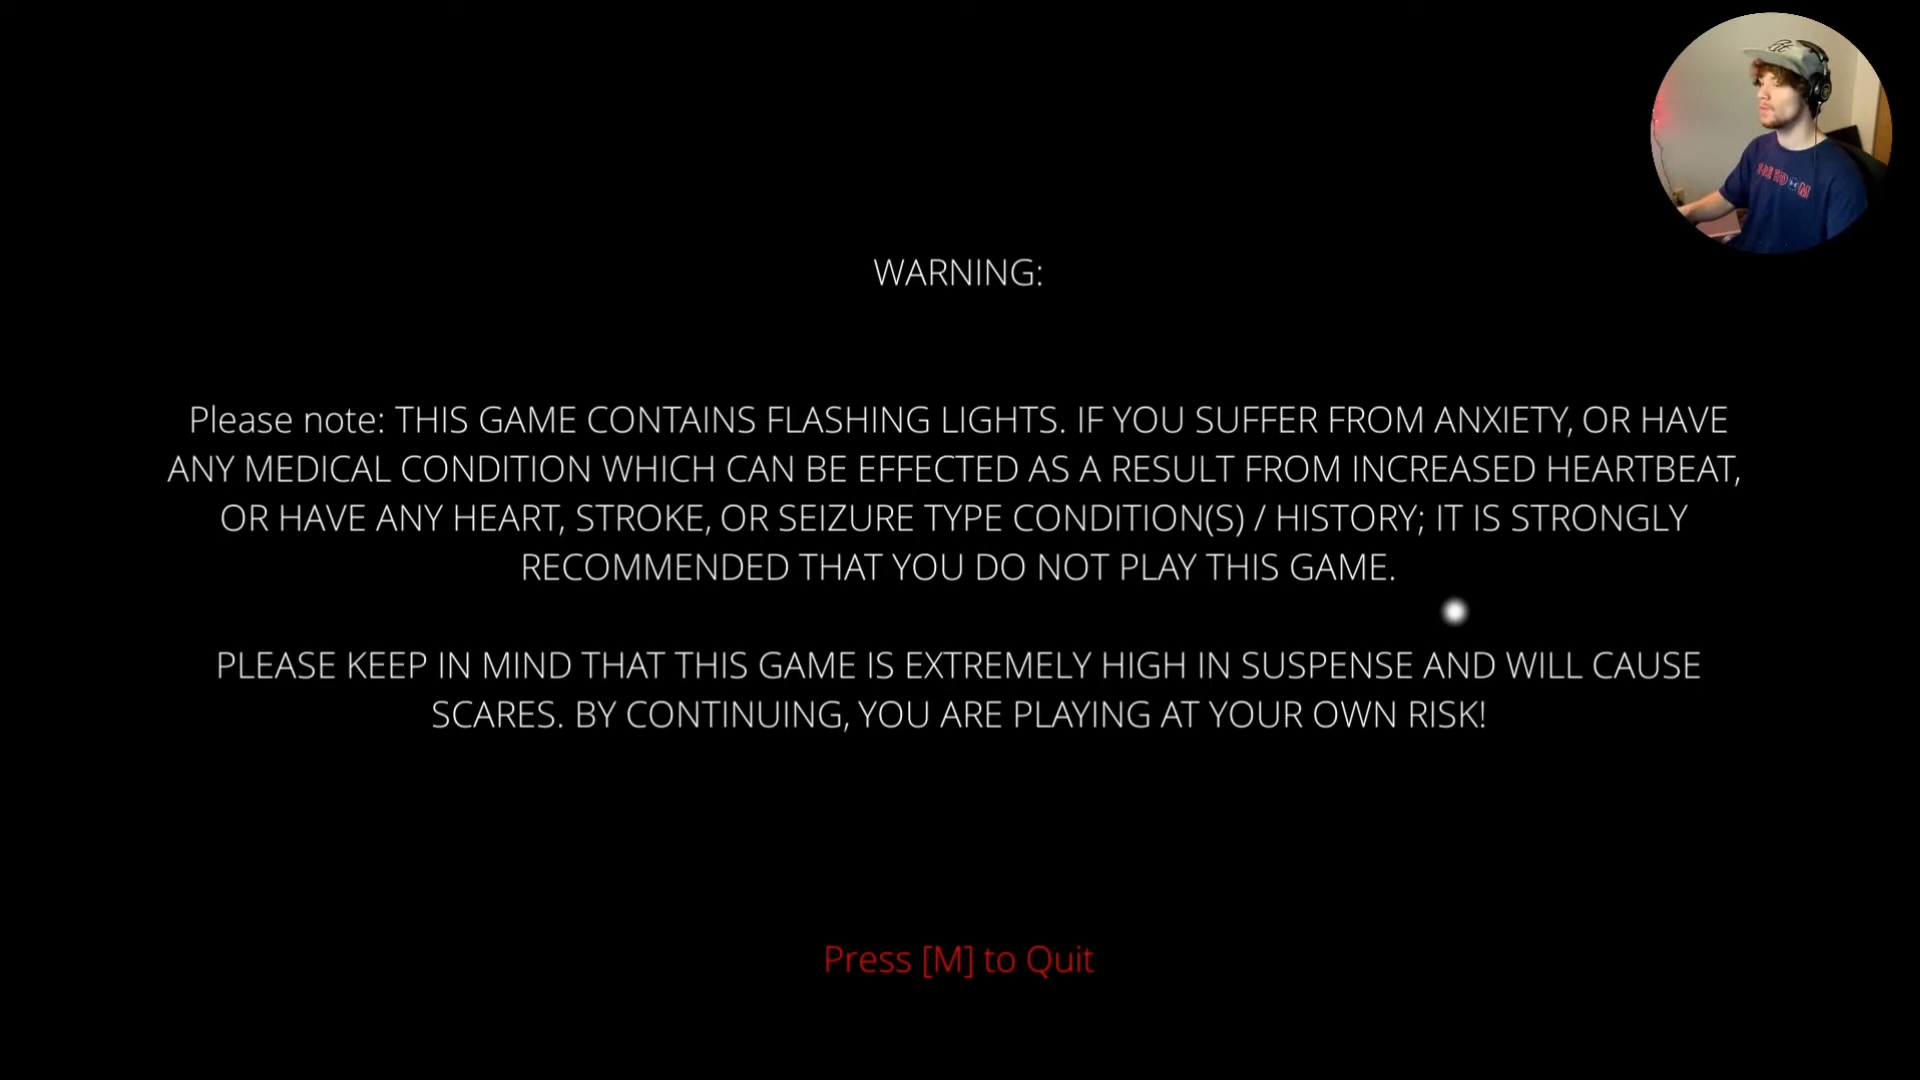 WARNING:
Please note: THIS GAME CONTAINS FLASHING LIGHTS. IF YOU SUFFER FROM ANXIETY, OR HAVE
ANY MEDICAL CONDITION WHICH CAN BE EFFECTED AS A RESULT FROM INCREASED HEARTBEAT,
OR HAVE ANY HEART, STROKE, OR SEIZURE TYPE CONDITION(S) / HISTORY; IT IS STRONGLY
RECOMMENDED THAT YOU DO NOT PLAY THIS GAME.
PLEASE KEEP IN MIND THAT THIS GAME IS EXTREMELY HIGH IN SUSPENSE AND WILL CAUSE
SCARES. BY CONTINUING, YOU ARE PLAYING AT YOUR OWN RISK!
Press [M] to Quit